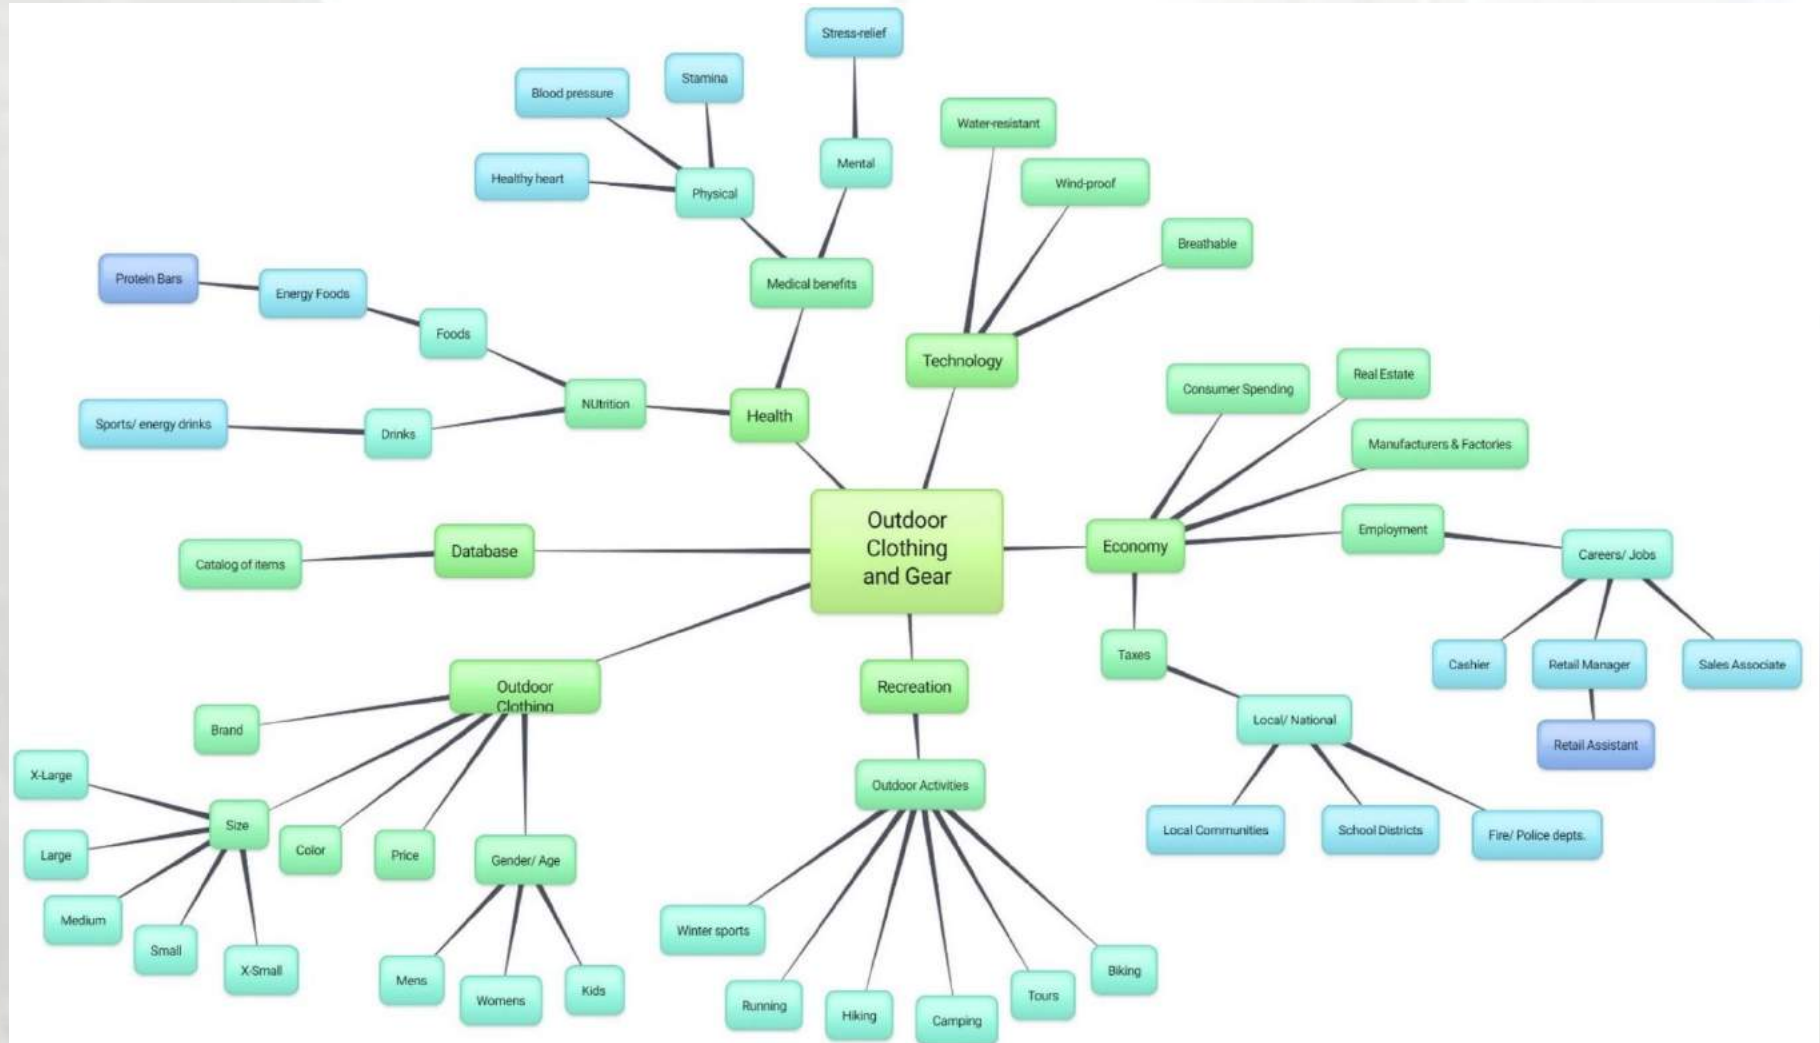 Stress-relief
Stamina
Blood pressure
Water-resistant
Mental
Healthy heart
Wind-proof
Physical
Breathable
Protein Bars
Energy Foods
Medical benefits
Foods
Technology
Consumer Spending
Real Estate
NUtrition
Health
Sports/ energy drinks
Drinks
Manufacturers & Factories
Outdoor
Clothing
and Gear
Employment
Economy
Careers/ Jobs
Database
Catalog of items
Taxes
Cashier
Retail Manager
Sales Associate
Outdoor
Clothing
Recreation
Local/ National
Brand
Retail Assistant
X-Large
Outdoor Activities
Size
Local Communities
School Districts
Fire/ Police depts.
Color
Price
Large
Gender/ Age
Medium
Winter sports
Small
X-Small
Mens
Womens
Kids
Biking
Tours
Running
Hiking
Camping